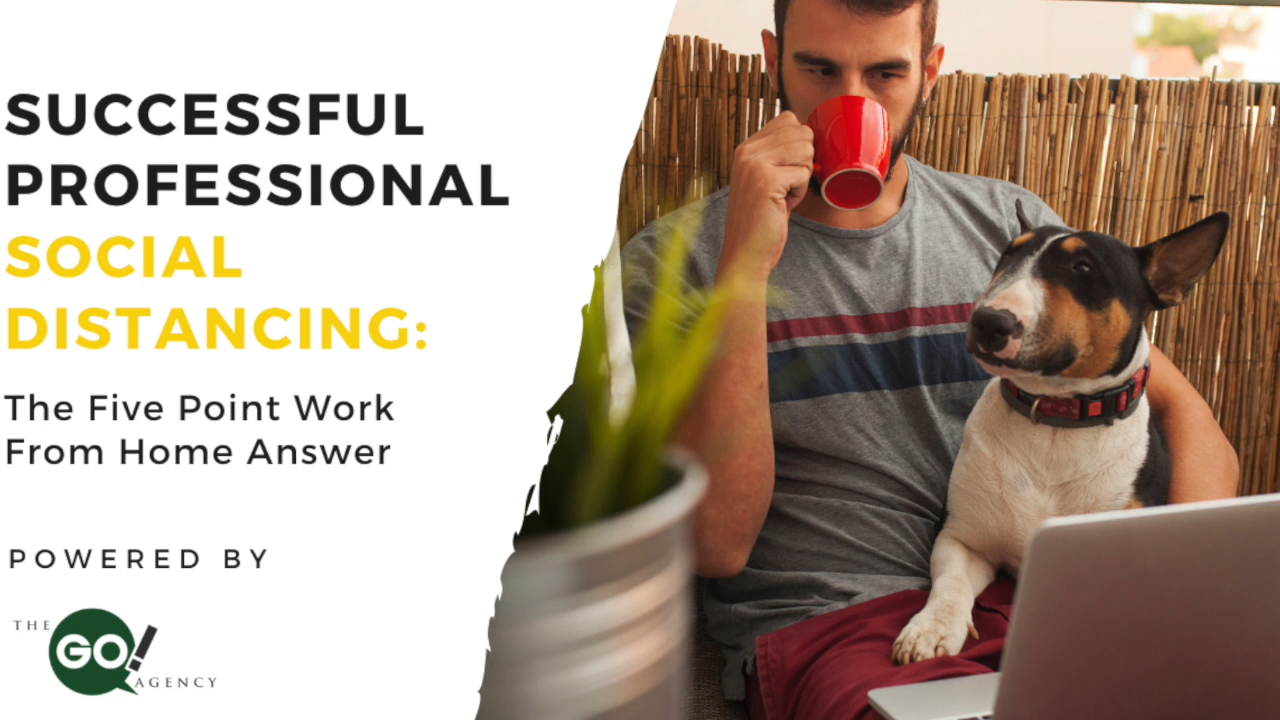 SUCCESSFUL
PROFESSIONAL
SOCIAL
DISTANCING:
The Five Point Work
From Home Answer
POWERED BY
THE
GO!
AGENCY